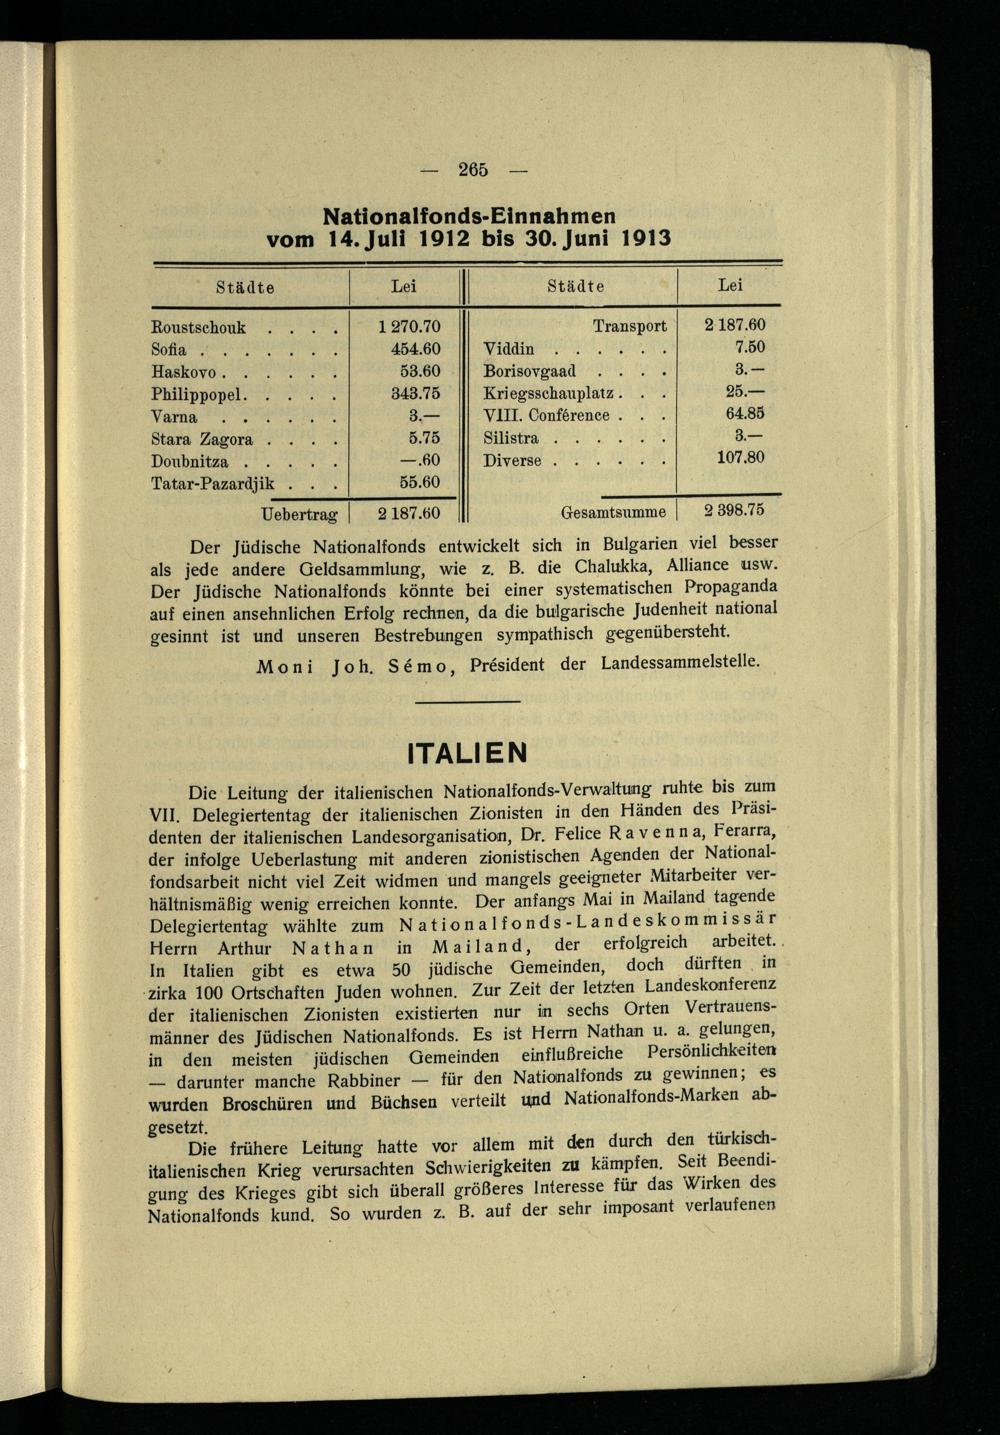 — 265 —
Nationalfonds-Einnahmen
vom 14. Juli 1912 bis 30. Juni 1913
Städte Lei Städte Lei
Roustschouk . . . . 1 270.70 Transport 2 187.60
Sofia . . . . . . . 454.60 Viddin . . . . . . 7.50
Haskovo . . . . . . 53.60 Borisovgaad . . . . 3.—
Philippopel. . . . . 343.75 Kriegsschauplatz . . . 25.—
Varna . . . . . . 3.— VIII. Conférence . . . 64.85
Stara Zagora . . . . 5.75 Silistra . . . . . . 3.—
Doubnitza . . . . . —.60 Diverse . . . . . . 107.80
Tatar-Pazardjik . . . 55.60
Uebertrag 2 187.60 Gesamtsumme 2 398.75
Der Jüdische Nationalfonds entwickelt sich in Bulgarien viel besser
als jede andere Geldsammlung, wie z. B. die Chalukka, Alliance usw.
Der Jüdische Nationalfonds könnte bei einer systematischen Propaganda
auf einen ansehnlichen Erfolg rechnen, da die bulgarische Judenheit national
gesinnt ist und unseren Bestrebungen sympathisch gegenübersteht.
Moni Joh. Sémo, Président der Landessammelstelle.
ITALIEN
Die Leitung der italienischen Nationalfonds-Verwaltung ruhte bis zum
VII. Delegiertentag der italienischen Zionisten in den Händen des Präsi-
denten der italienischen Landesorganisation, Dr. Felice Ravenna, Ferarra,
der infolge Ueberlastung mit anderen zionistischen Agenden der National-
fondsarbeit nicht viel Zeit widmen und mangels geeigneter Mitarbeiter ver-
hältnismäßig wenig erreichen konnte. Der anfangs Mai in Mailand tagende
Delegiertentag wählte zum Nationalfonds-Landeskommissär
Herrn Arthur Nathan in Mailand, der erfolgreich arbeitet.
In Italien gibt es etwa 50 jüdische Gemeinden, doch dürften in
zirka 100 Ortschaften Juden wohnen. Zur Zeit der letzten Landeskonferenz
der italienischen Zionisten existierten nur in sechs Orten Vertrauens-
männer des Jüdischen Nationalfonds. Es ist Herrn Nathan u. a. gelungen,
in den meisten jüdischen Gemeinden einflußreiche Persönlichkeiten
— darunter manche Rabbiner — für den Nationalfonds zu gewinnen; es
wurden Broschüren und Büchsen verteilt und Nationalfonds-Marken ab-
gesetzt.
Die frühere Leitung hatte vor allem mit den durch den türkisch-
italienischen Krieg verursachten Schwierigkeiten zu kämpfen. Seit Beendi-
gung des Krieges gibt sich überall größeres Interesse für das Wirken des
Nationalfonds kund. So wurden z. B. auf der sehr imposant verlaufenen